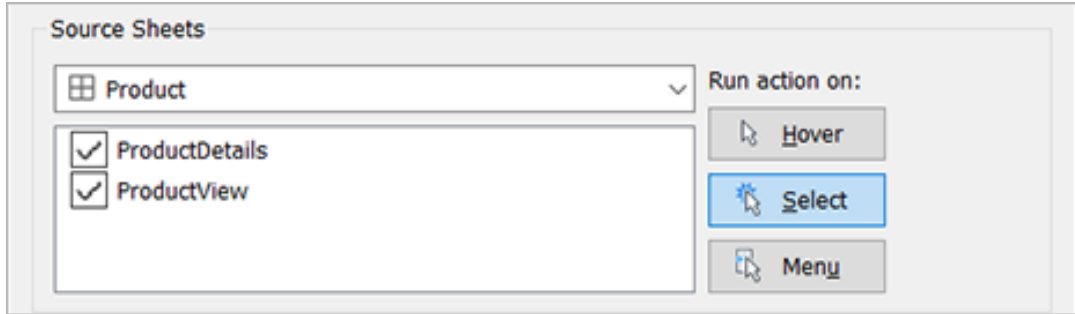 Source Sheets
Product
Run action on:
ProductDetails
ProductView
Hover
Select
Menu